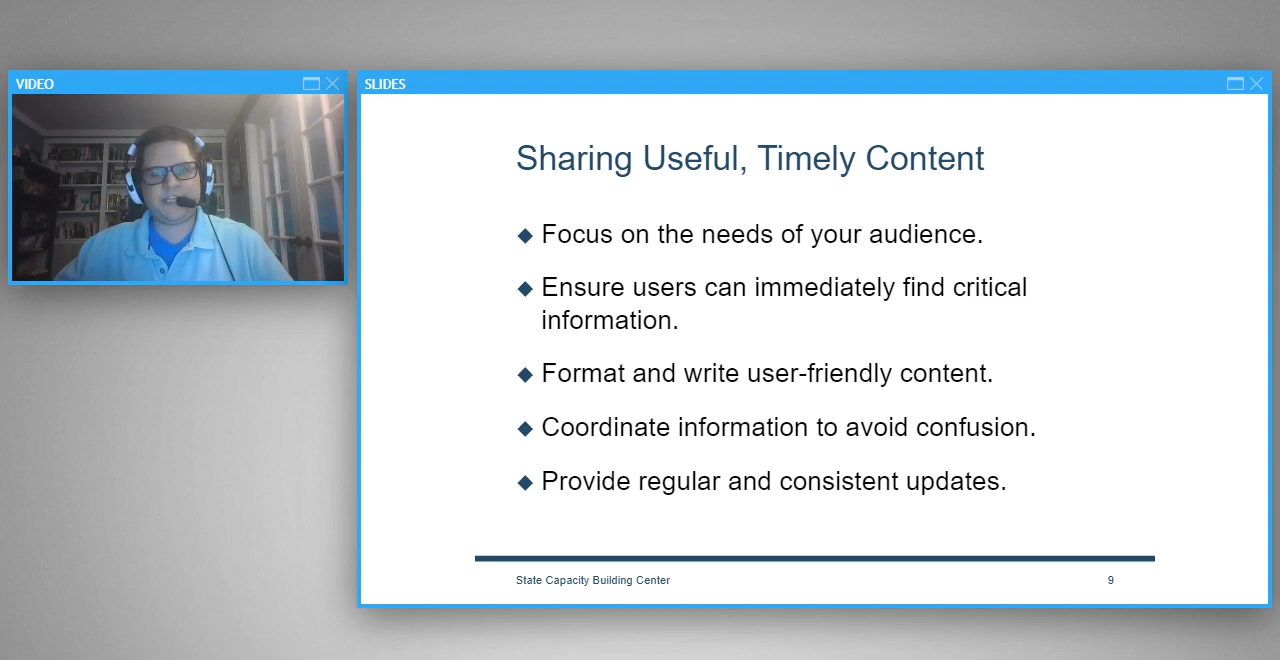 VIDEO
SLIDES
Sharing Useful, Timely Content
Focus on the needs of your audience.
Ensure users can immediately find critical
information.
Format and write user-friendly content.
Coordinate information to avoid confusion.
Provide regular and consistent updates.
State Capacity Building Center
9